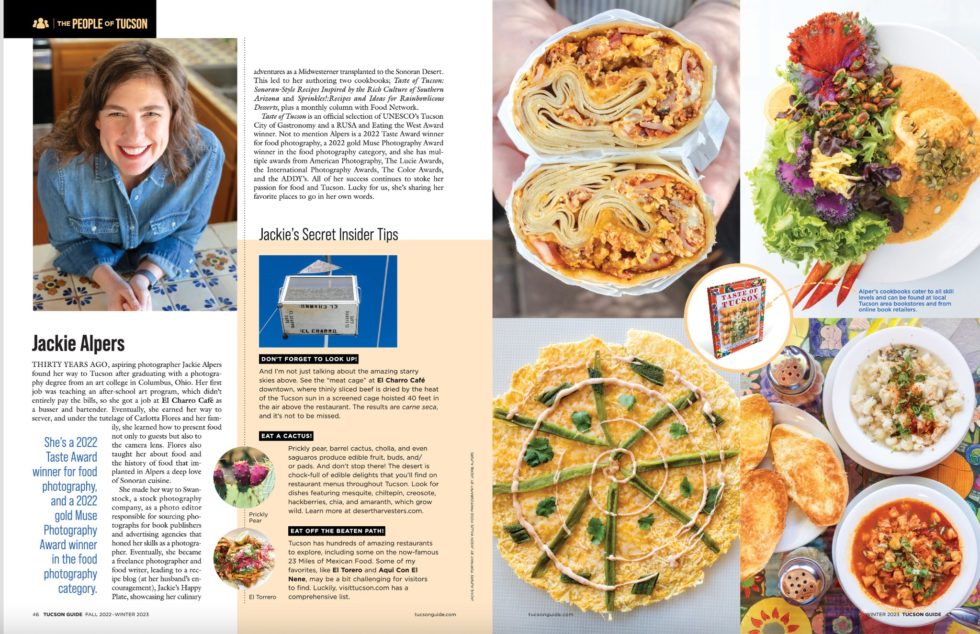 THE PEOPLE OF TUCSON
Jackie Alpers
THIRTY YEARS AGO, aspiring photographer Jackie Alpers
found her way to Tucson after graduating with a photogra-
phy degree from an art college in Columbus, Ohio. Her first
job was teaching an after-school art program, which didn't
entirely pay the bills, so she got a job at El Charro Café as
a busser and bartender. Eventually, she earned her way to
server, and under the tutelage of Carlotta Flores and her fam-
ily, she learned how to present food
not only to guests but also to
the camera lens. Flores also
taught her about food and
the history of food that im-
planted in Alpers a deep love
of Sonoran cuisine.
She made her way to Swan-
stock, a stock photography
company, as a photo editor
responsible for sourcing pho-
tographs for book publishers
and advertising agencies that
honed her skills as a photogra-
pher. Eventually, she became
a freelance photographer and
food writer, leading to a rec-
ipe blog (at her husband's en-
couragement), Jackie's Happy
Plate, showcasing her culinary
She's a 2022
Taste Award
winner for food
photography,
and a 2022
gold Muse
Photography
Award winner
in the food
photography
category.
46 TUCSON GUIDE FALL 2022-WINTER 2023
adventures as a Midwesterner transplanted to the Sonoran Desert.
This led to her authoring two cookbooks; Taste of Tucson:
Sonoran-Style Recipes Inspired by the Rich Culture of Southern
Arizona and Sprinkles!:Recipes and Ideas for Rainbowlicious
Desserts, plus a monthly column with Food Network.
Taste of Tucson is an official selection of UNESCO's Tucson
City of Gastronomy and a RUSA and Eating the West Award
winner. Not to mention Alpers is a 2022 Taste Award winner
for food photography, a 2022 gold Muse Photography Award
winner in the food photography category, and she has mul-
tiple awards from American Photography, The Lucie Awards,
the International Photography Awards, The Color Awards,
and the ADDY's. All of her success continues to stoke her
passion for food and Tucson. Lucky for us, she's sharing her
favorite places to go in her own words.
Jackie's Secret Insider Tips
EL CHARRO
DON'T FORGET TO LOOK UP!
And I'm not just talking about the amazing starry
skies above. See the "meat cage" at El Charro Café
downtown, where thinly sliced beef is dried by the heat
of the Tucson sun in a screened cage hoisted 40 feet
in the air above the restaurant. The results are carne seca,
and it's not to be missed.
EAT A CACTUS!
Prickly pear, barrel cactus, cholla, and even
saguaros produce edible fruit, buds, and/
or pads. And don't stop there! The desert is
chock-full of edible delights that you'll find on
restaurant menus throughout Tucson. Look for
dishes featuring mesquite, chiltepin, creosote,
hackberries, chia, and amaranth, which grow
wild. Learn more at desertharvesters.com.
Prickly
Pear
EAT OFF THE BEATEN PATH!
Tucson has hundreds of amazing restaurants
to explore, including some on the now-famous
23 Miles of Mexican Food. Some of my
favorites, like El Torero and Aqui Con El
Nene, may be a bit challenging for visitors
to find. Luckily, visittucson.com has a
comprehensive list.
El Torrero
tucsonguide.com
TASTE OF
TUCSON
Alper's cookbooks cater to all skill
levels and can be found at local
Tucson area bookstores and from
online book retailers.
tucsonguide.com
WINTER 2023 TUCSON GUIDE